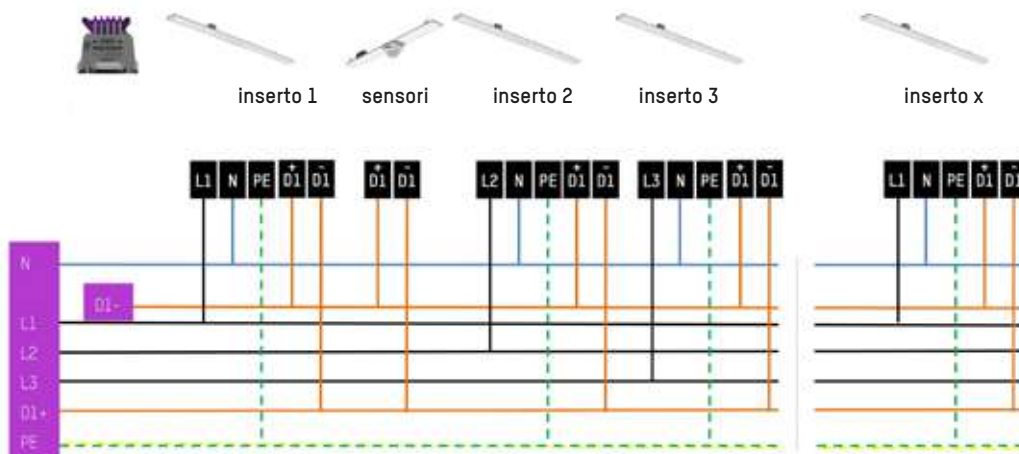 inserto 1 sensori inserto 2 inserto 3 inserto x
L1 N PE + D1 - D1 + D1 - D1 L2 N PE + D1 - D1 L3 N PE + D1 - D1 L1 N PE + D1 - D1
N
D1-
L1
L2
L3
D1+
PE